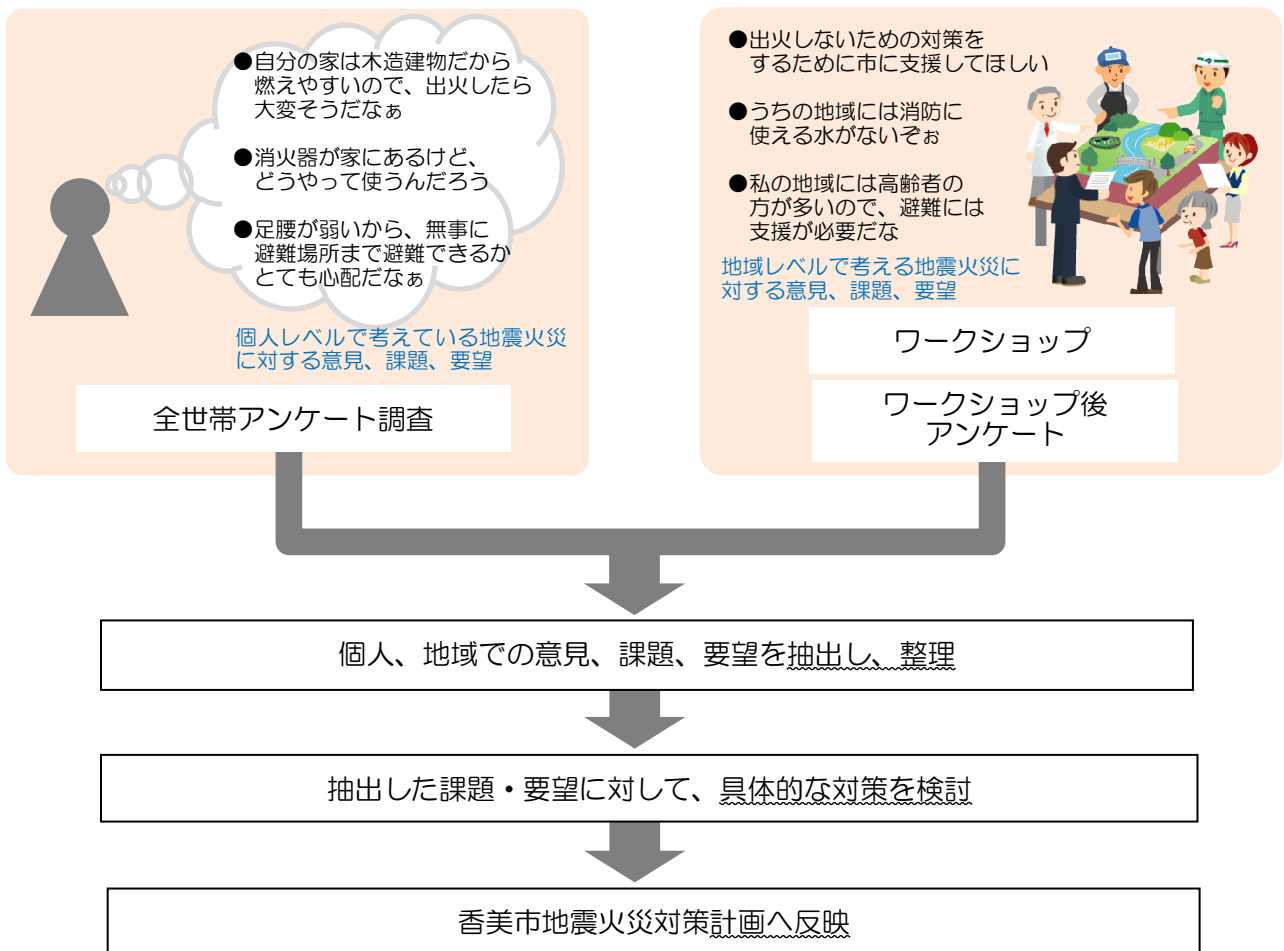 ●自分の家は木造建物だから
燃えやすいので、出火したら
大変そうだなぁ
●消火器が家にあるけど、
どうやって使うんだろう
●足腰が弱いから、無事に
避難場所まで避難できるか
とても心配だなぁ
個人レベルで考えている地震火災
に対する意見、課題、要望
全世帯アンケート調査
●出火しないための対策を
するために市に支援してほしい
●うちの地域には消防に
使える水がないぞぉ
●私の地域には高齢者の
方が多いので、避難には
支援が必要だな
地域レベルで考える地震火災に
対する意見、課題、要望
ワークショップ
ワークショップ後
アンケート
個人、地域での意見、課題、要望を抽出し、整理
抽出した課題・要望に対して、具体的な対策を検討
香美市地震火災対策計画へ反映